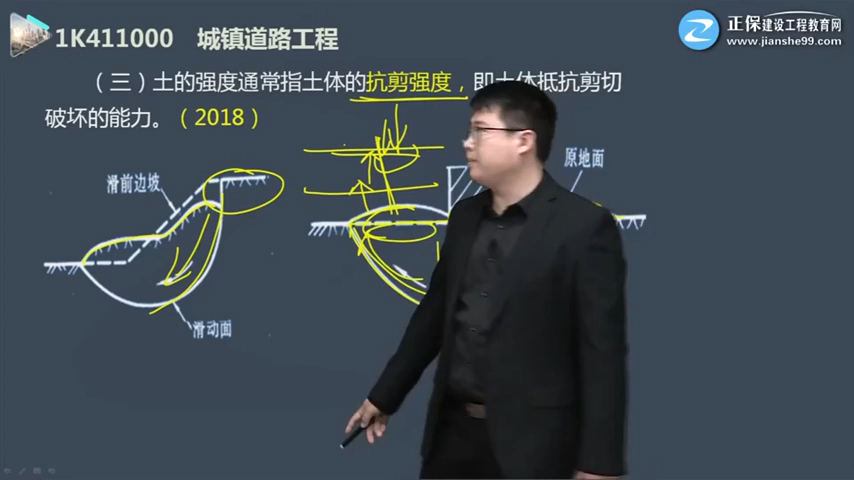 1K411000 城镇道路工程
正保建设工程教育网
www.jianshe99.com
（三）土的强度通常指土体的抗剪强度，即土体抵抗剪切
破坏的能力。（2018）
滑前边坡
原地面
滑动面